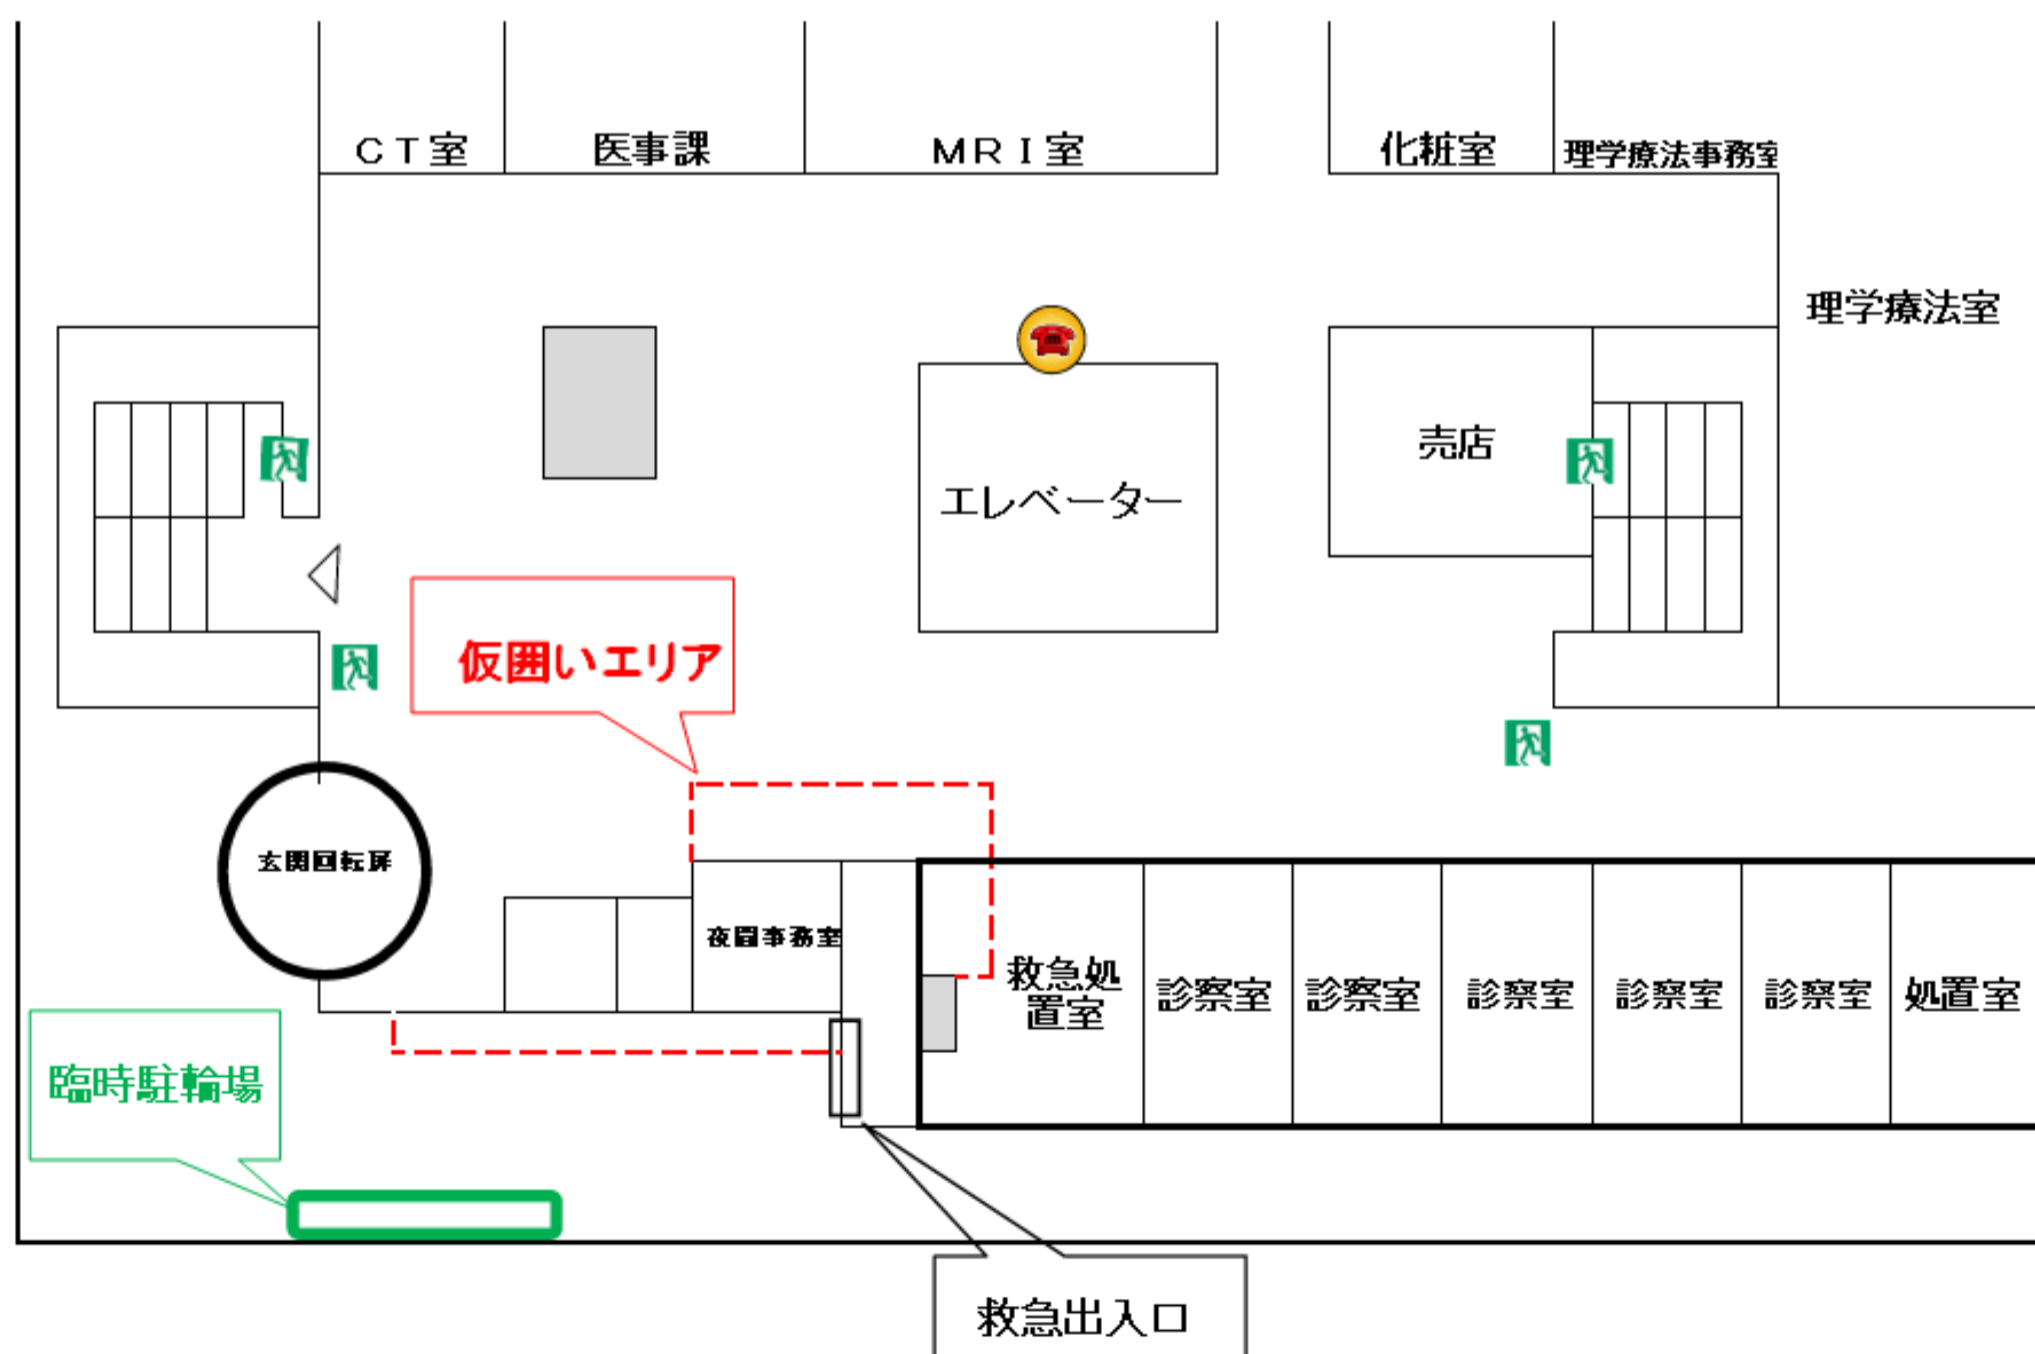 ＣＴ室
医事課
ＭＲＩ室
化粧室
理学療法事務室
理学療法室
売店
エレベーター
仮囲いエリア
玄関回転扉
夜間事務室
救急処
置室
診察室
診察室
診察室
診察室
診察室
処置室
臨時駐輪場
救急出入口